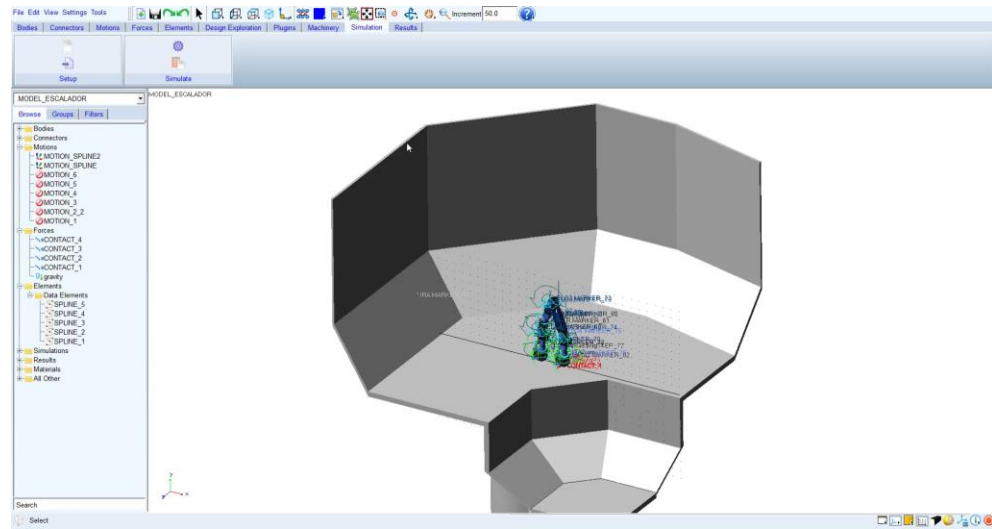 File Edit View Settings Tools
Increment 50.0
Bodies Connectors Motions Forces Elements Design Exploration Plugins Machinery Simulation Results
Setup Simulate
MODEL_ESCALADOR
MODEL_ESCALADOR
Browse Groups Filters
Bodies
Connectors
Motions
MOTION_SPLINE2
MOTION_SPLINE
MOTION_6
MOTION_5
MOTION_4
MOTION_3
MOTION_2_2
MOTION_1
Forces
CONTACT_4
CONTACT_3
CONTACT_2
CONTACT_1
gravity
Elements
Data Elements
SPLINE_5
SPLINE_4
SPLINE_3
SPLINE_2
SPLINE_1
Simulations
Results
Materials
All Other
y
x
Search
Select